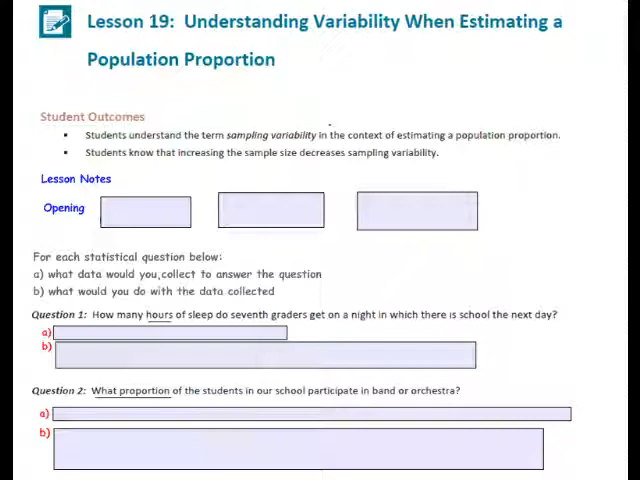 Lesson 19: Understanding Variability When Estimating a
Population Proportion
Student Outcomes
▪ Students understand the term sampling variability in the context of estimating a population proportion.
▪ Students know that increasing the sample size decreases sampling variability.
Lesson Notes
Opening
For each statistical question below:
a) what data would you collect to answer the question
b) what would you do with the data collected
Question 1: How many hours of sleep do seventh graders get on a night in which there is school the next day?
a)
b)
Question 2: What proportion of the students in our school participate in band or orchestra?
a)
b)